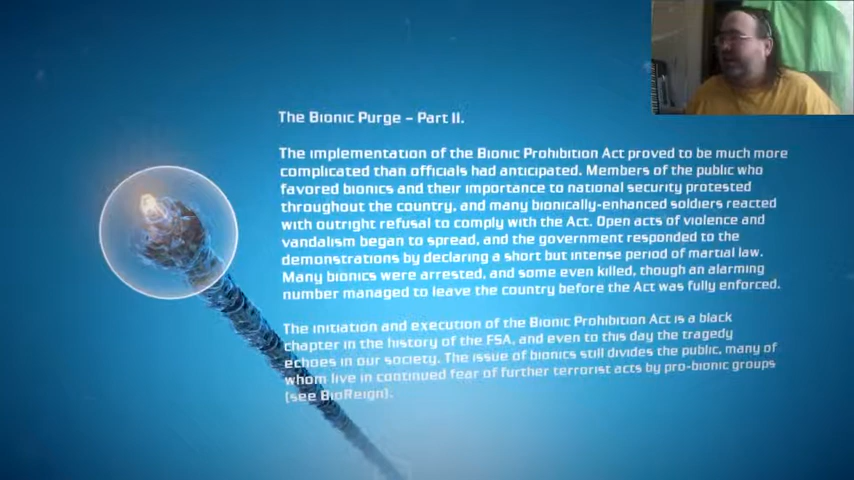 The Bionic Purge – Part II.
The implementation of the Bionic Prohibition Act proved to be much more
complicated than officials had anticipated. Members of the public who
favored bionics and their importance to national security protested
throughout the country, and many bionically-enhanced soldiers reacted
with outright refusal to comply with the Act. Open acts of violence and
vandalism began to spread, and the government responded to the
demonstrations by declaring a short but intense period of martial law.
Many bionics were arrested, and some even killed, though an alarming
number managed to leave the country before the Act was fully enforced.
The initiation and execution of the Bionic Prohibition Act is a black
chapter in the history of the FSA, and even to this day the tragedy
echoes in our society. The issue of bionics still divides the public, many of
whom live in continued fear of further terrorist acts by pro-bionic groups
(see BioReign).